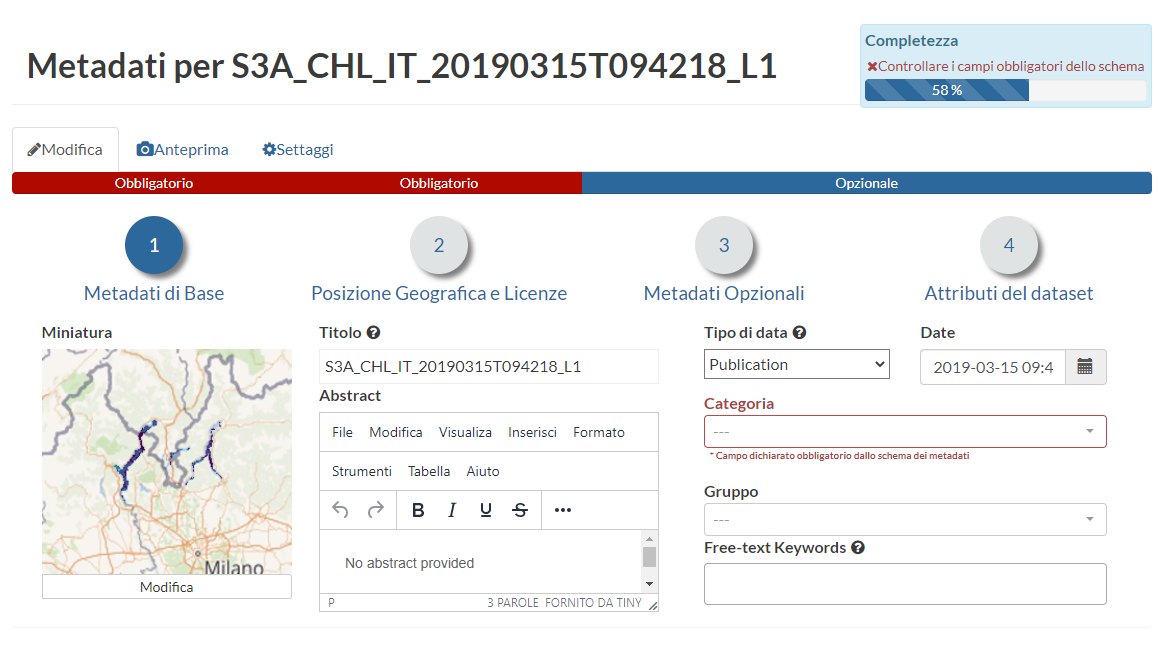 Metadati per S3A_CHL_IT_20190315T094218_L1
Completezza
Controllare i campi obbligatori dello schema
58 %
Modifica Anteprima Settaggi
Obbligatorio Obbligatorio Opzionale
1 2 3 4
Metadati di Base Posizione Geografica e Licenze Metadati Opzionali Attributi del dataset
Miniatura
Milano
Modifica
Titolo
S3A_CHL_IT_20190315T094218_L1
Abstract
File Modifica Visualizza Inserisci Formato
Strumenti Tabella Aiuto
B I U S
No abstract provided
P 3 PAROLE FORNITO DA TINY
Tipo di data
Publication
Date
2019-03-15 09:4
Categoria
---
* Campo dichiarato obbligatorio dallo schema dei metadati
Gruppo
---
Free-text Keywords